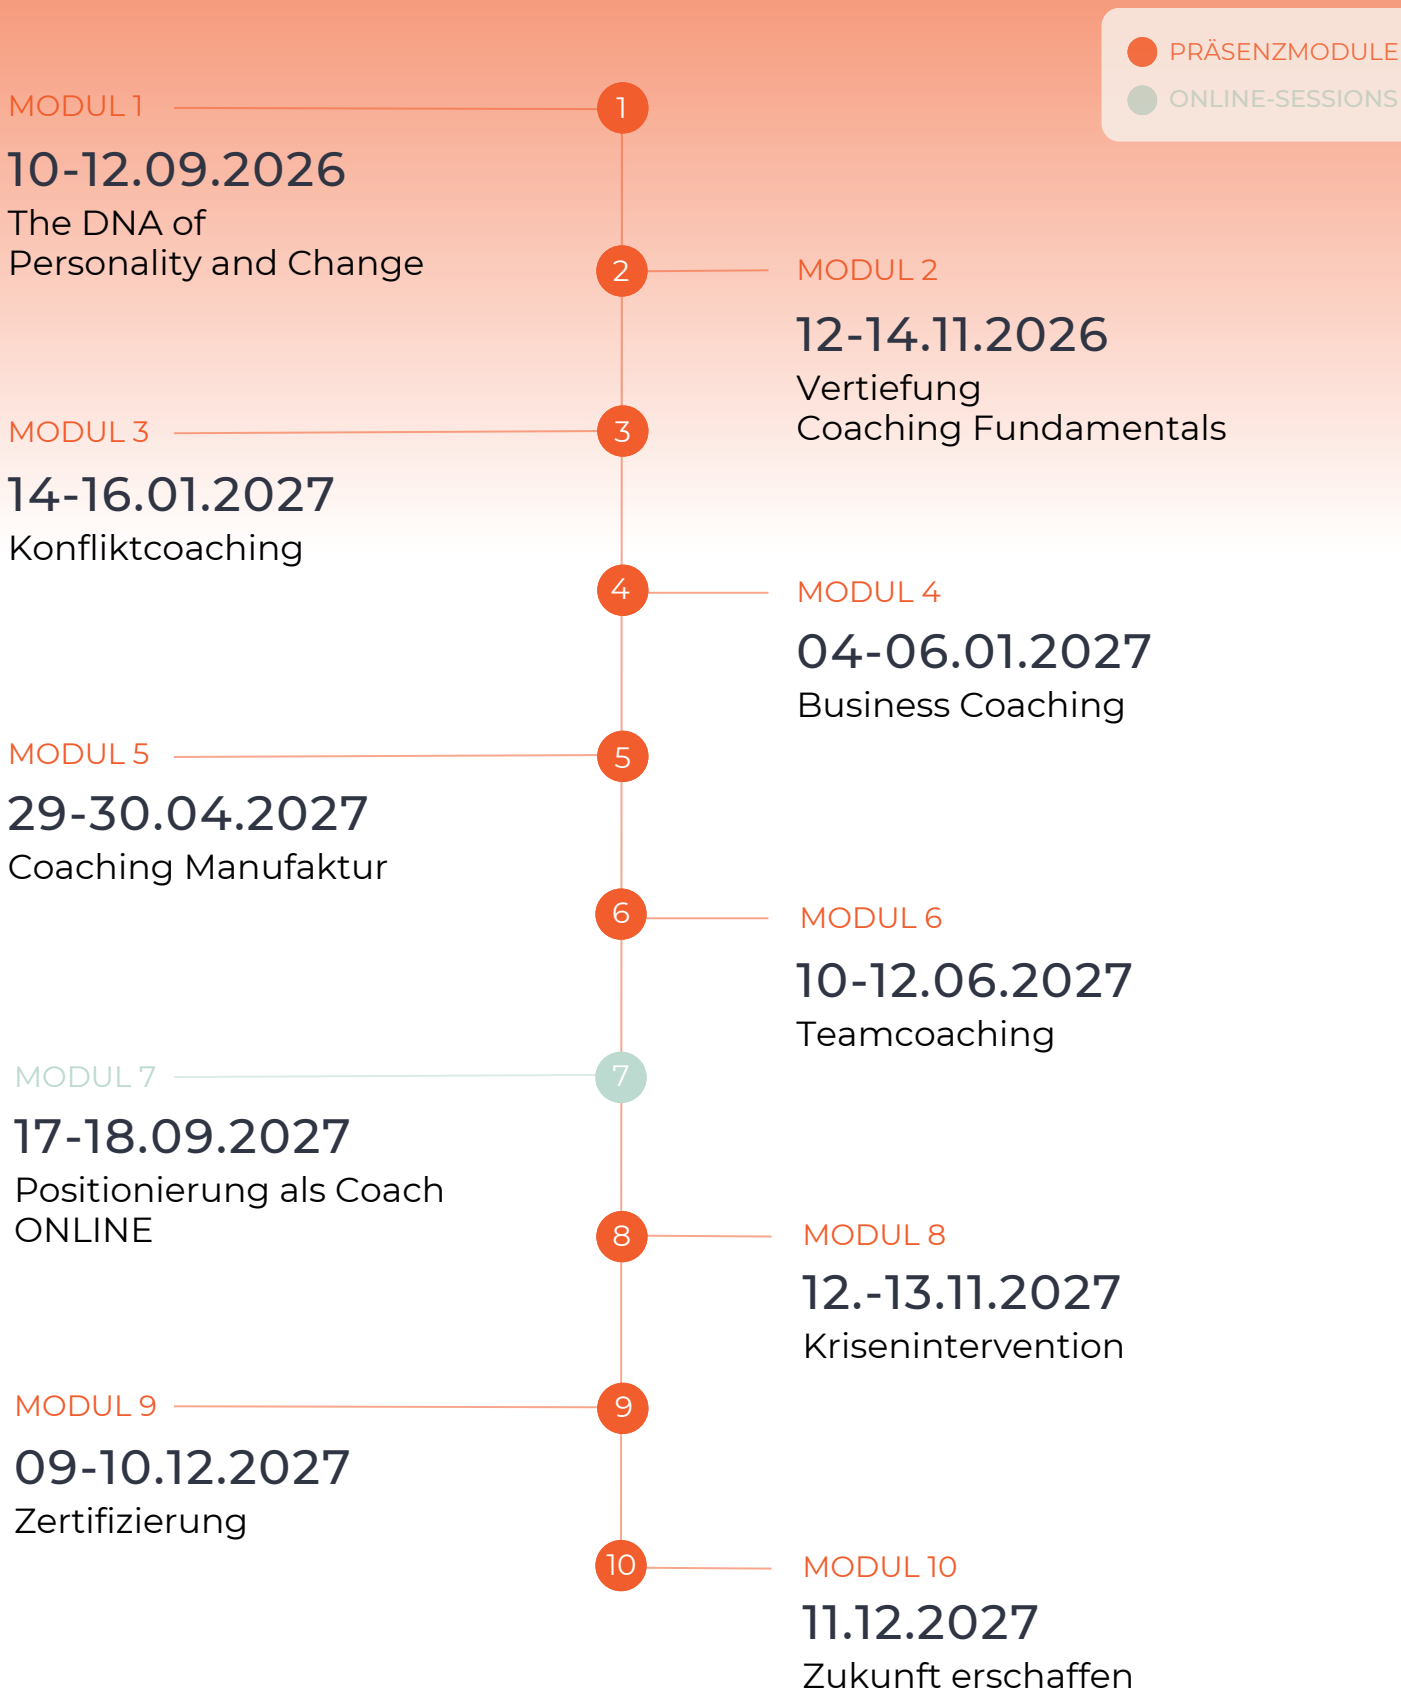 PRÄSENZMODULE
ONLINE-SESSIONS
MODUL 1
1
10-12.09.2026
The DNA of
Personality and Change
2
MODUL 2
12-14.11.2026
Vertiefung
Coaching Fundamentals
MODUL 3
3
14-16.01.2027
Konfliktcoaching
4
MODUL 4
04-06.01.2027
Business Coaching
MODUL 5
5
29-30.04.2027
Coaching Manufaktur
6
MODUL 6
10-12.06.2027
Teamcoaching
MODUL 7
7
17-18.09.2027
Positionierung als Coach
ONLINE
8
MODUL 8
12.-13.11.2027
Krisenintervention
MODUL 9
9
09-10.12.2027
Zertifizierung
10
MODUL 10
11.12.2027
Zukunft erschaffen